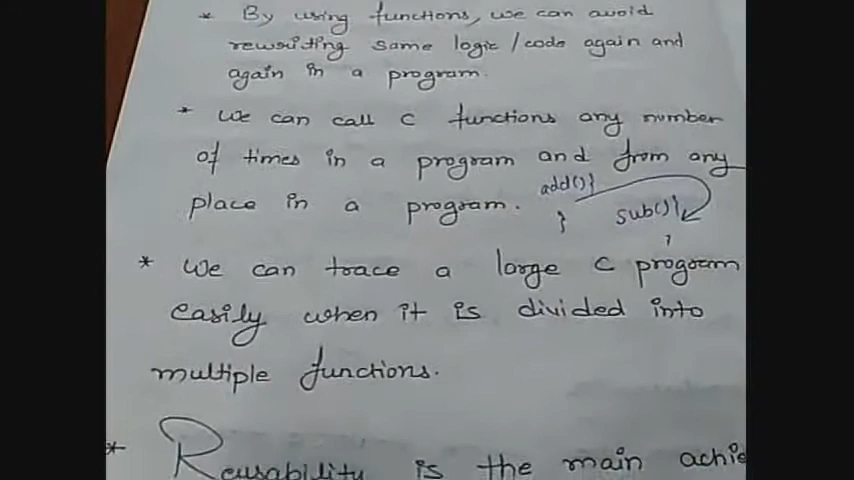 * By using functions, we can avoid
rewriting same logic / code again and
again in a program.
* we can call C functions any number
of times in a program and from any
place in a program.
add(){
}
sub(){
}
* we can trace a large C program
easily when it is divided into
multiple functions.
* Reusability is the main achie